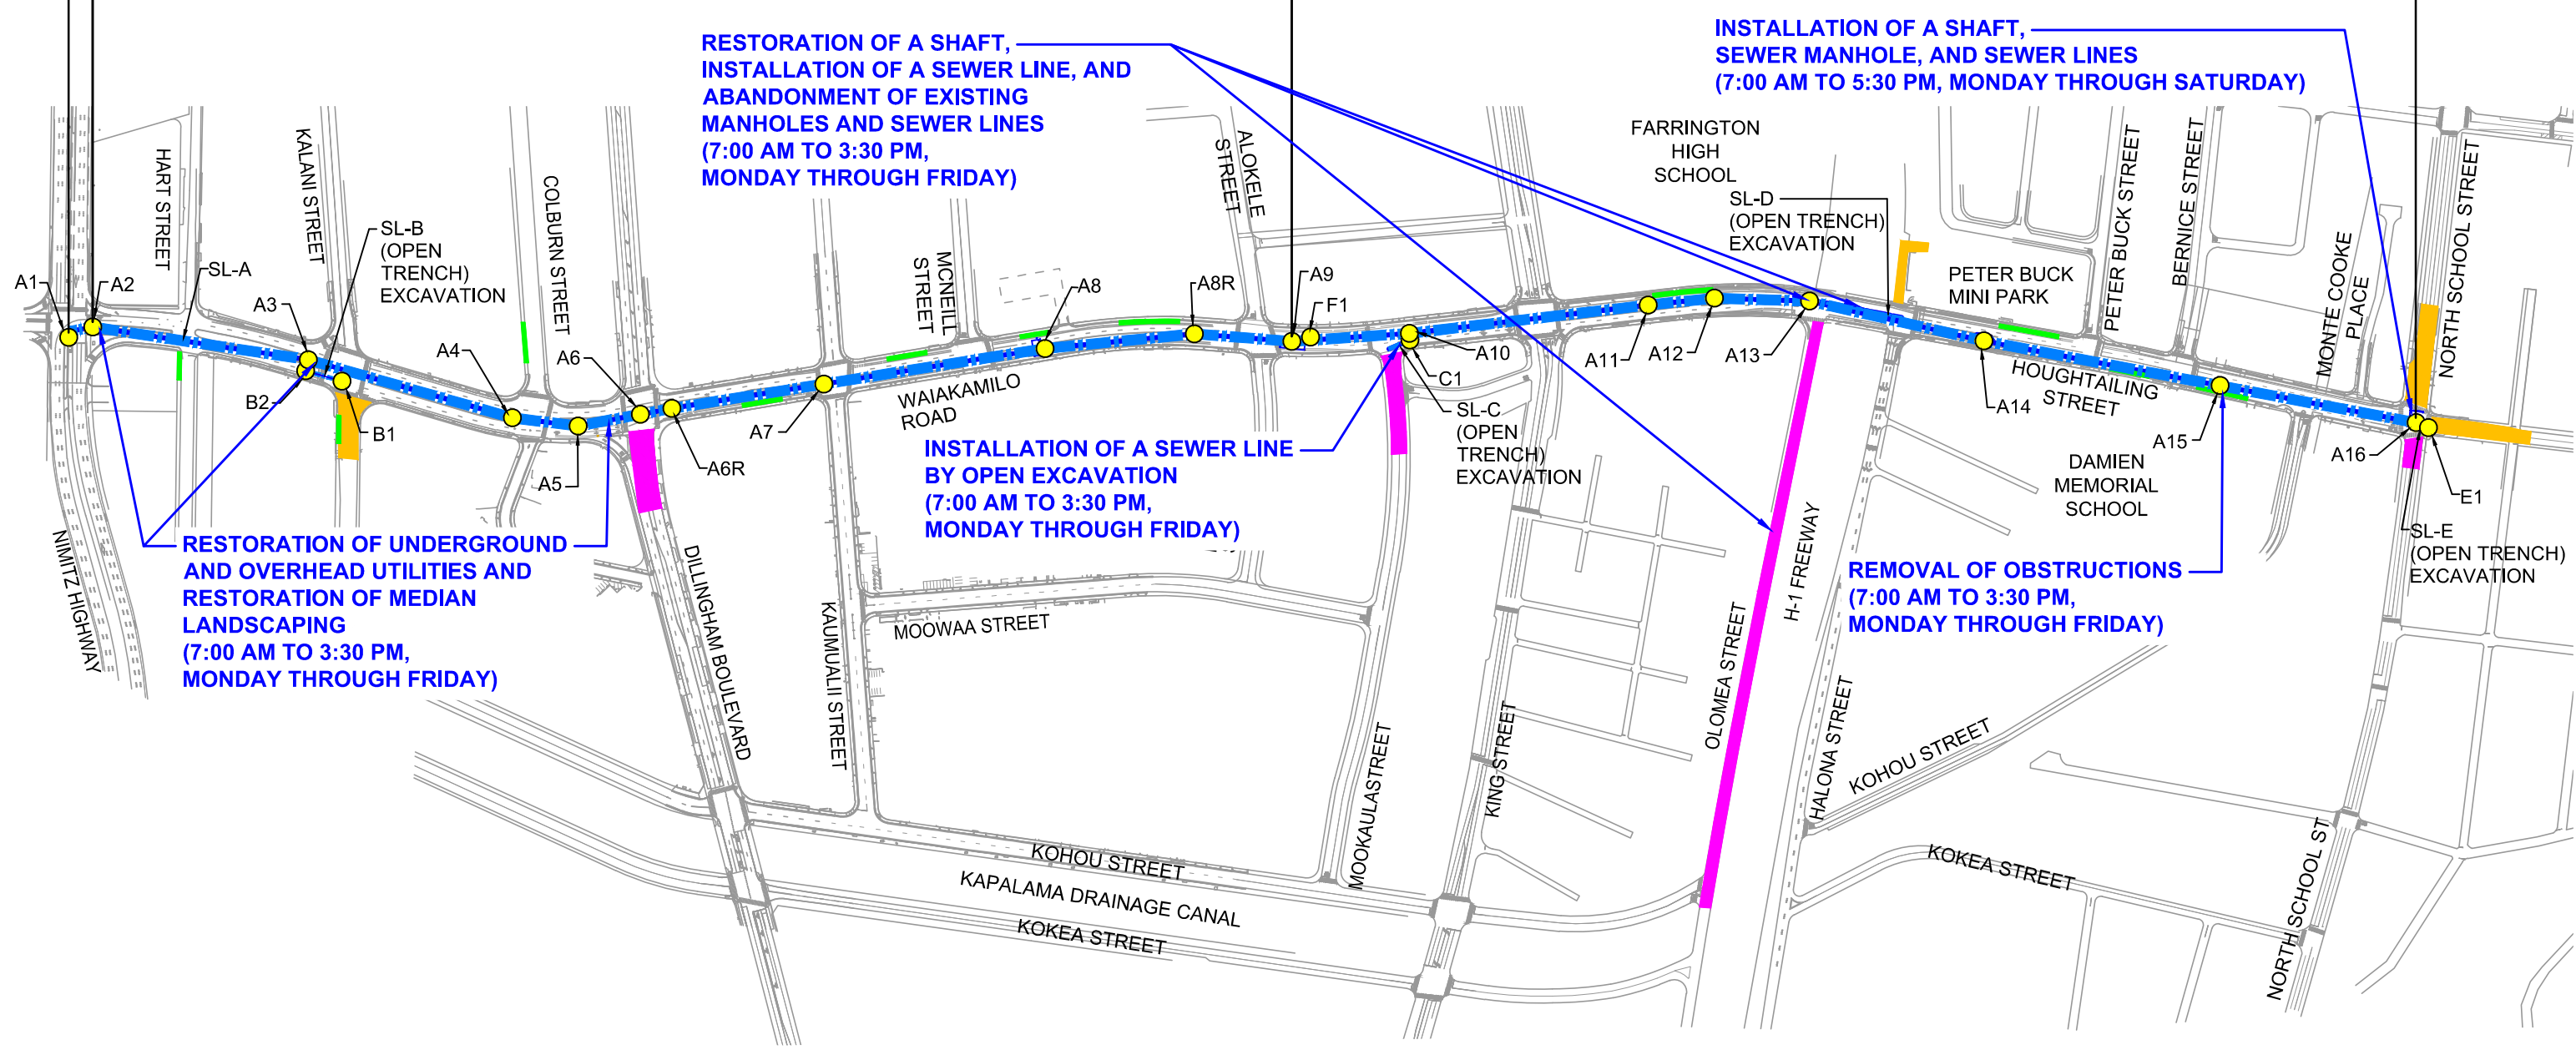 RESTORATION OF A SHAFT,
INSTALLATION OF A SEWER LINE, AND
ABANDONMENT OF EXISTING
MANHOLES AND SEWER LINES
(7:00 AM TO 3:30 PM,
MONDAY THROUGH FRIDAY)
INSTALLATION OF A SHAFT,
SEWER MANHOLE, AND SEWER LINES
(7:00 AM TO 5:30 PM, MONDAY THROUGH SATURDAY)
HART STREET
KALANI STREET
COLBURN STREET
MCNEILL
STREET
ALOKELE
STREET
FARRINGTON
HIGH
SCHOOL
SL-D
(OPEN TRENCH)
EXCAVATION
PETER BUCK
MINI PARK
PETER BUCK STREET
BERNICE STREET
MONTE COOKE
PLACE
NORTH SCHOOL STREET
A1
A2
SL-A
A3
SL-B
(OPEN
TRENCH)
EXCAVATION
B2
B1
A4
A5
A6
A6R
A7
WAIAKAMILO
ROAD
A8
A8R
A9
F1
A10
C1
SL-C
(OPEN
TRENCH)
EXCAVATION
A11
A12
A13
A14
HOUGHTAILING
STREET
A15
A16
E1
SL-E
(OPEN TRENCH)
EXCAVATION
DAMIEN
MEMORIAL
SCHOOL
INSTALLATION OF A SEWER LINE
BY OPEN EXCAVATION
(7:00 AM TO 3:30 PM,
MONDAY THROUGH FRIDAY)
RESTORATION OF UNDERGROUND
AND OVERHEAD UTILITIES AND
RESTORATION OF MEDIAN
LANDSCAPING
(7:00 AM TO 3:30 PM,
MONDAY THROUGH FRIDAY)
REMOVAL OF OBSTRUCTIONS
(7:00 AM TO 3:30 PM,
MONDAY THROUGH FRIDAY)
NIMITZ HIGHWAY
DILLINGHAM BOULEVARD
KAUMUALII STREET
MOOWAA STREET
MOOKAULASTREET
KING STREET
OLOMEA STREET
H-1 FREEWAY
HALONA STREET
KOHOU STREET
KOHOU STREET
KAPALAMA DRAINAGE CANAL
KOKEA STREET
KOKEA STREET
NORTH SCHOOL ST